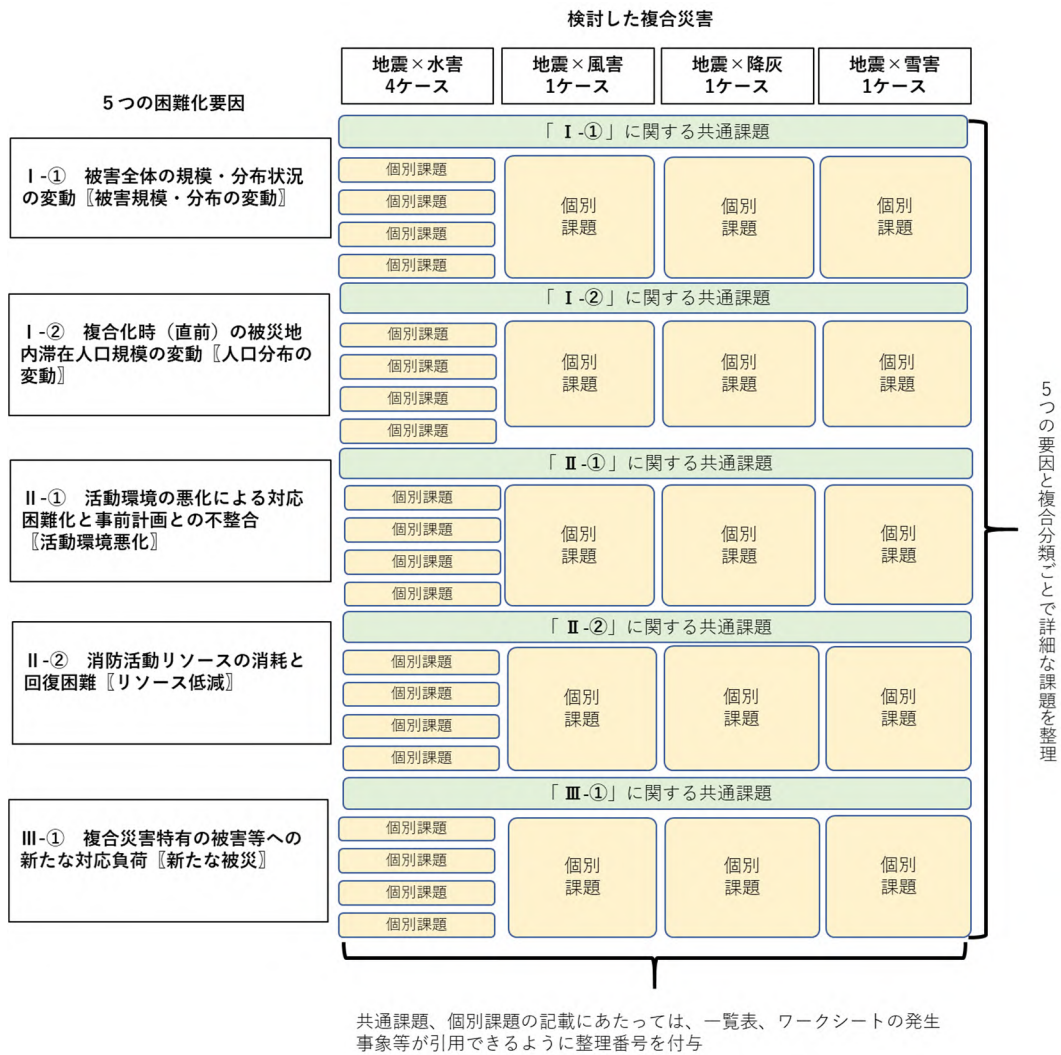 検討した複合災害
地震×水害
4ケース
地震×風害
1ケース
地震×降灰
1ケース
地震×雪害
1ケース
5つの困難化要因
「Ⅰ-①」に関する共通課題
Ⅰ-① 被害全体の規模・分布状況
の変動〖被害規模・分布の変動〗
個別課題
個別課題
個別課題
個別課題
個別
課題
個別
課題
個別
課題
「Ⅰ-②」に関する共通課題
Ⅰ-② 複合化時（直前）の被災地
内滞在人口規模の変動〖人口分布の
変動〗
個別課題
個別課題
個別課題
個別課題
個別
課題
個別
課題
個別
課題
「Ⅱ-①」に関する共通課題
Ⅱ-① 活動環境の悪化による対応
困難化と事前計画との不整合
〖活動環境悪化〗
個別課題
個別課題
個別課題
個別課題
個別
課題
個別
課題
個別
課題
「Ⅱ-②」に関する共通課題
Ⅱ-② 消防活動リソースの消耗と
回復困難〖リソース低減〗
個別課題
個別課題
個別課題
個別課題
個別
課題
個別
課題
個別
課題
「Ⅲ-①」に関する共通課題
Ⅲ-① 複合災害特有の被害等への
新たな対応負荷〖新たな被災〗
個別課題
個別課題
個別課題
個別課題
個別
課題
個別
課題
個別
課題
5つの要因と複合分類ごとで詳細な課題を整理
共通課題、個別課題の記載にあたっては、一覧表、ワークシートの発生
事象等が引用できるように整理番号を付与